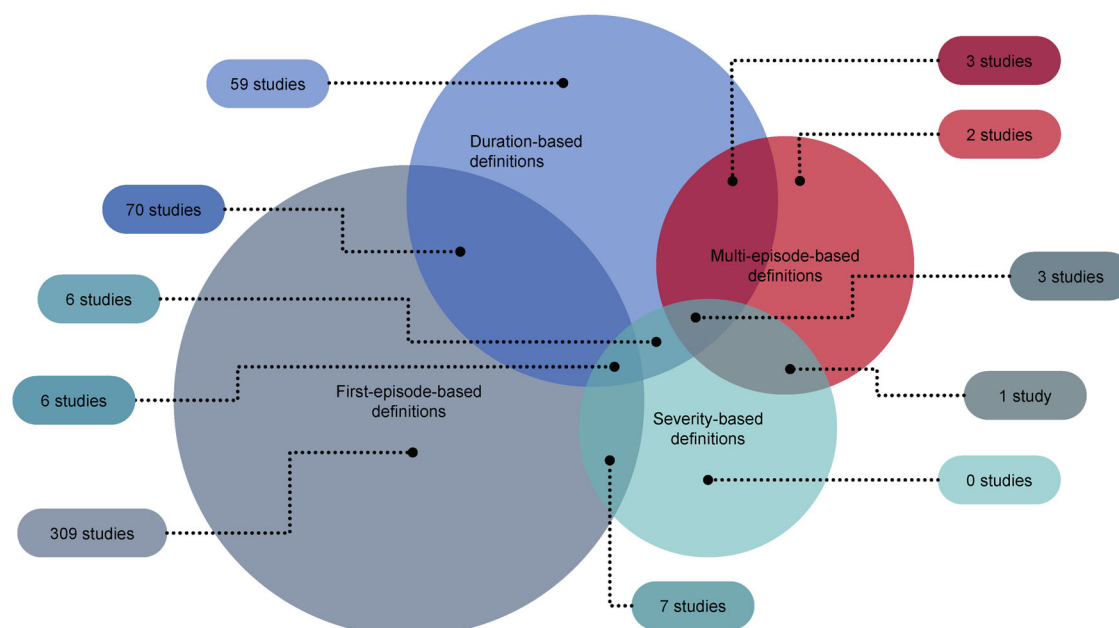 3 studies
59 studies
2 studies
Duration-based
definitions
70 studies
Multi-episode-based
definitions
3 studies
6 studies
First-episode-based
definitions
6 studies
1 study
Severity-based
definitions
0 studies
309 studies
7 studies